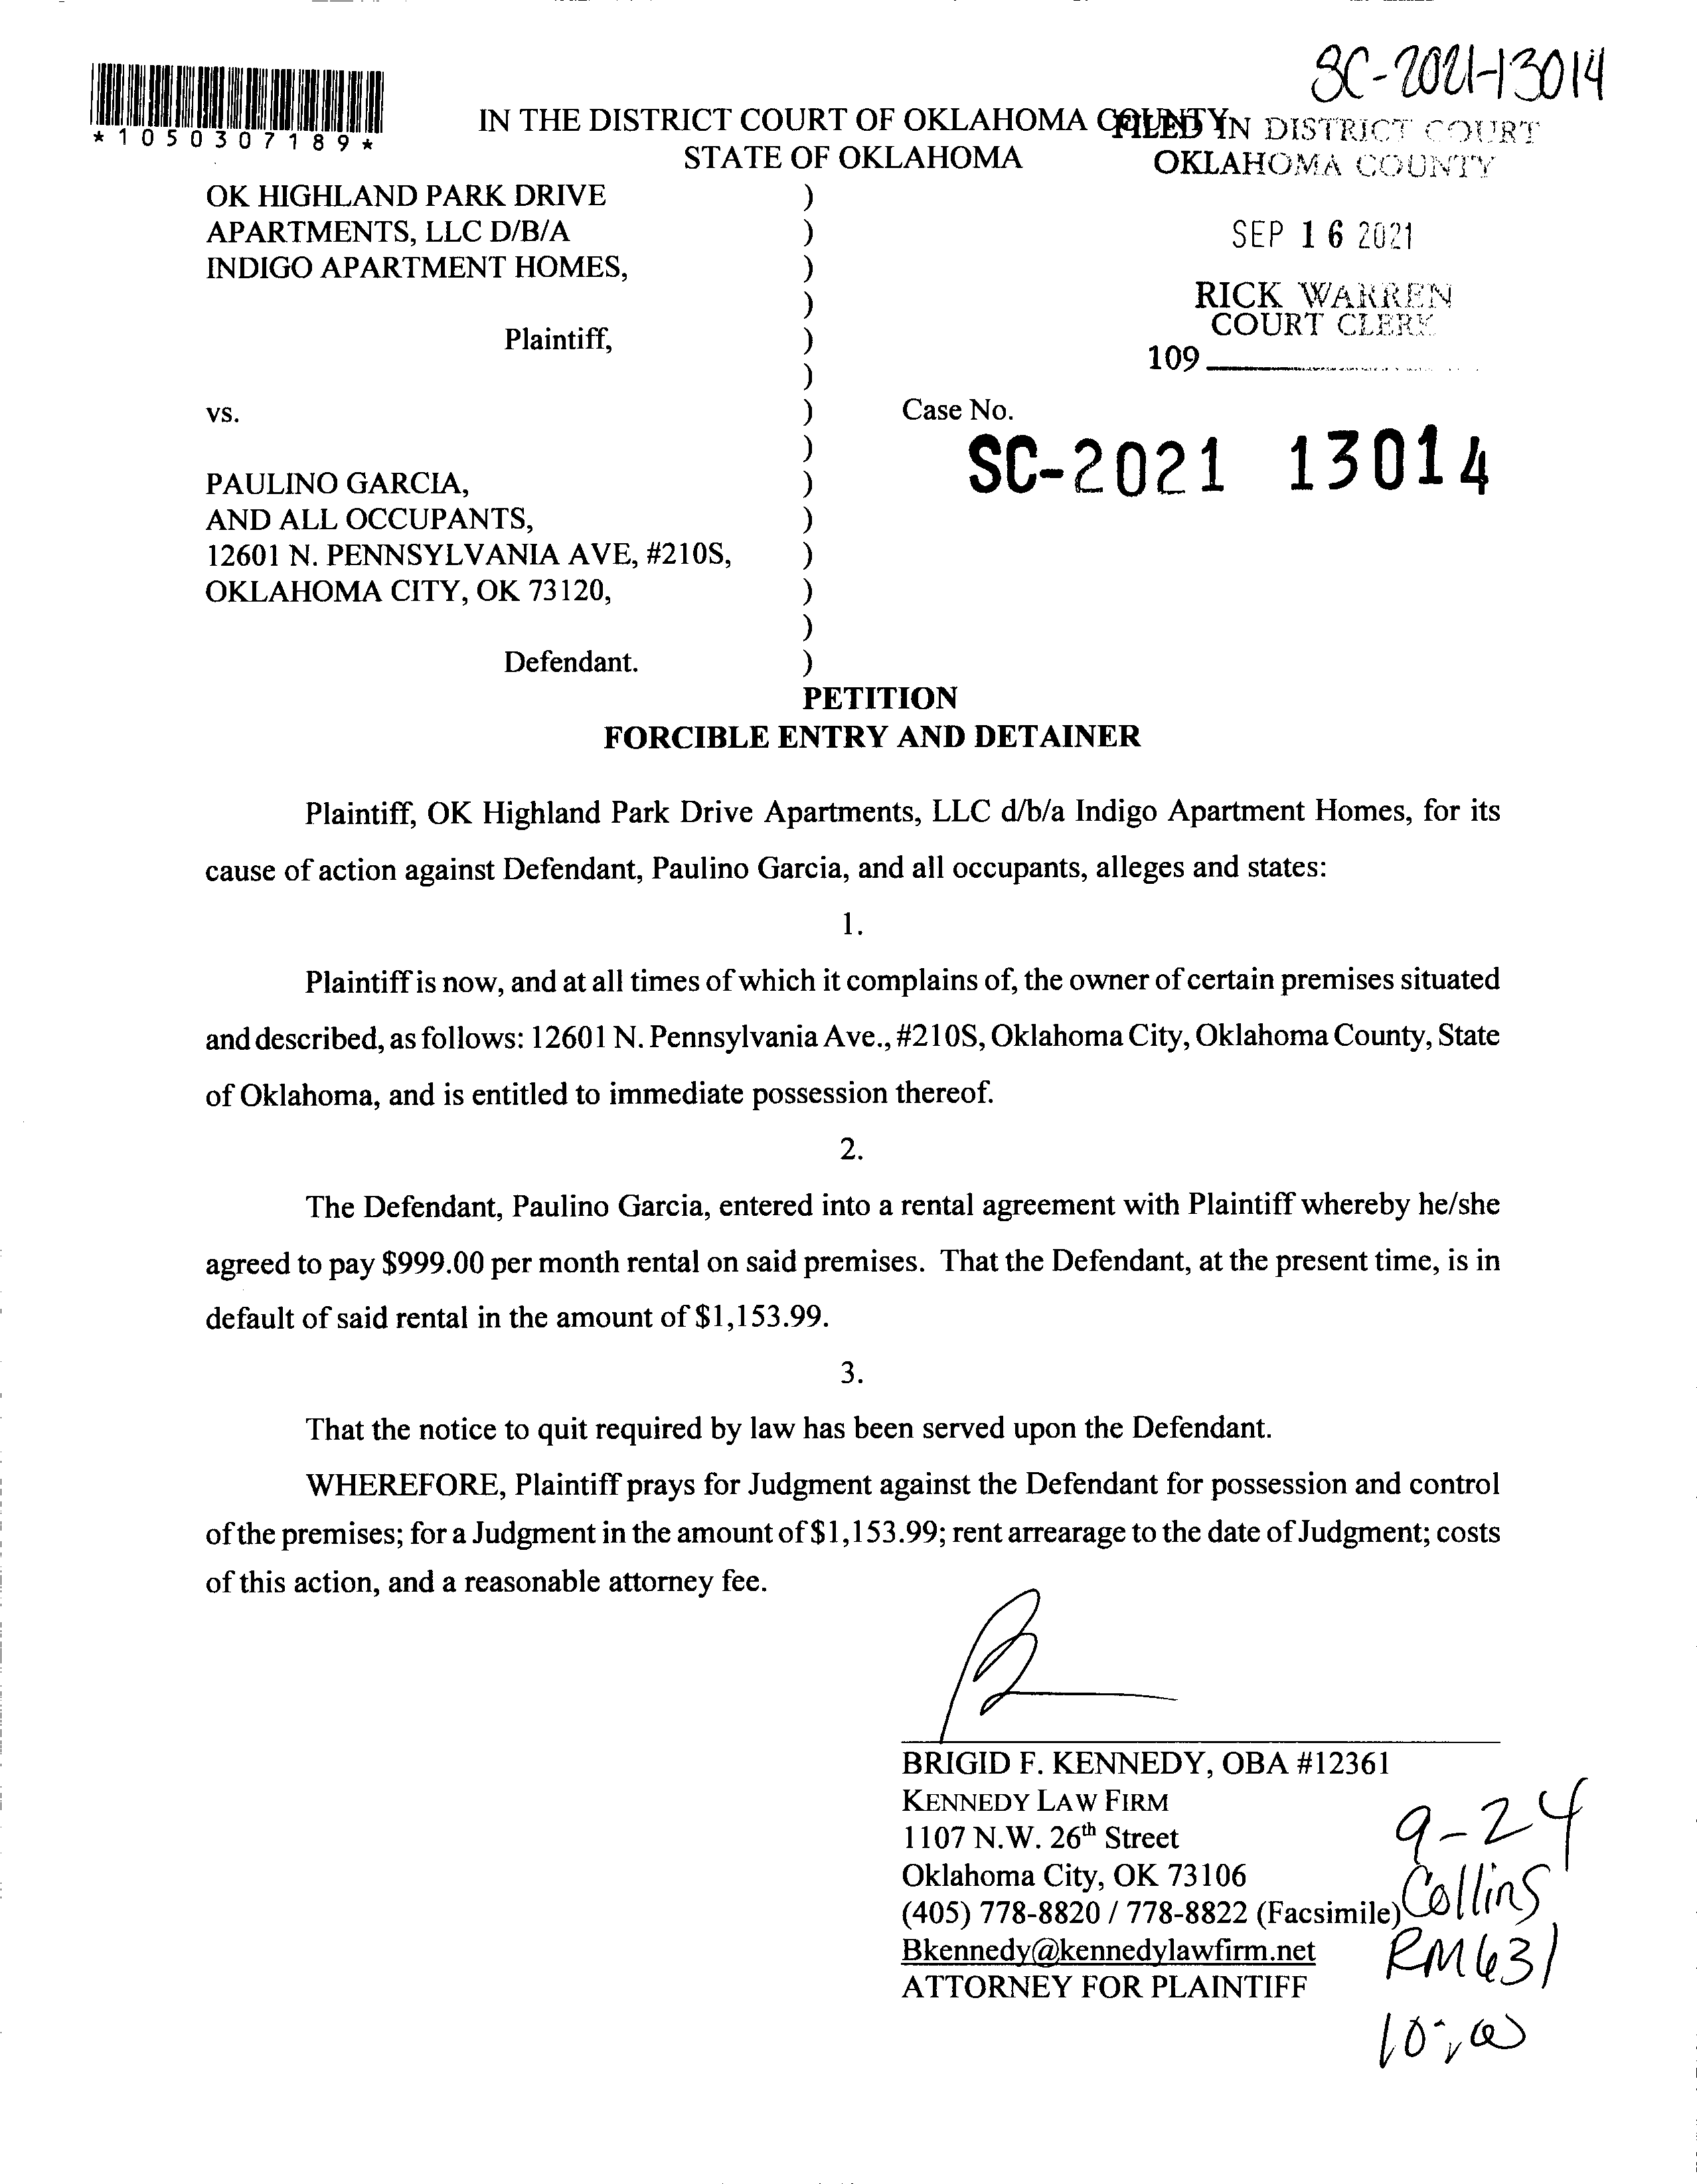 SC-2021-13014
*1050307189*
IN THE DISTRICT COURT OF OKLAHOMA COUNTY
STATE OF OKLAHOMA
FILED IN DISTRICT COURT
OKLAHOMA COUNTY
SEP 16 2021
RICK WARREN
COURT CLERK
109
OK HIGHLAND PARK DRIVE )
APARTMENTS, LLC D/B/A )
INDIGO APARTMENT HOMES, )
)
Plaintiff, )
)
vs. ) Case No.
) SC-2021 13014
PAULINO GARCIA, )
AND ALL OCCUPANTS, )
12601 N. PENNSYLVANIA AVE, #210S, )
OKLAHOMA CITY, OK 73120, )
)
Defendant. )
PETITION
FORCIBLE ENTRY AND DETAINER
Plaintiff, OK Highland Park Drive Apartments, LLC d/b/a Indigo Apartment Homes, for its
cause of action against Defendant, Paulino Garcia, and all occupants, alleges and states:
1.
Plaintiff is now, and at all times of which it complains of, the owner of certain premises situated
and described, as follows: 12601 N. Pennsylvania Ave., #210S, Oklahoma City, Oklahoma County, State
of Oklahoma, and is entitled to immediate possession thereof.
2.
The Defendant, Paulino Garcia, entered into a rental agreement with Plaintiff whereby he/she
agreed to pay $999.00 per month rental on said premises. That the Defendant, at the present time, is in
default of said rental in the amount of $1,153.99.
3.
That the notice to quit required by law has been served upon the Defendant.
WHEREFORE, Plaintiff prays for Judgment against the Defendant for possession and control
of the premises; for a Judgment in the amount of $1,153.99; rent arrearage to the date of Judgment; costs
of this action, and a reasonable attorney fee.
BRIGID F. KENNEDY, OBA #12361
KENNEDY LAW FIRM
1107 N.W. 26th Street
Oklahoma City, OK 73106
(405) 778-8820 / 778-8822 (Facsimile)
Bkennedy@kennedylawfirm.net
ATTORNEY FOR PLAINTIFF
9-24
Collins
RM631